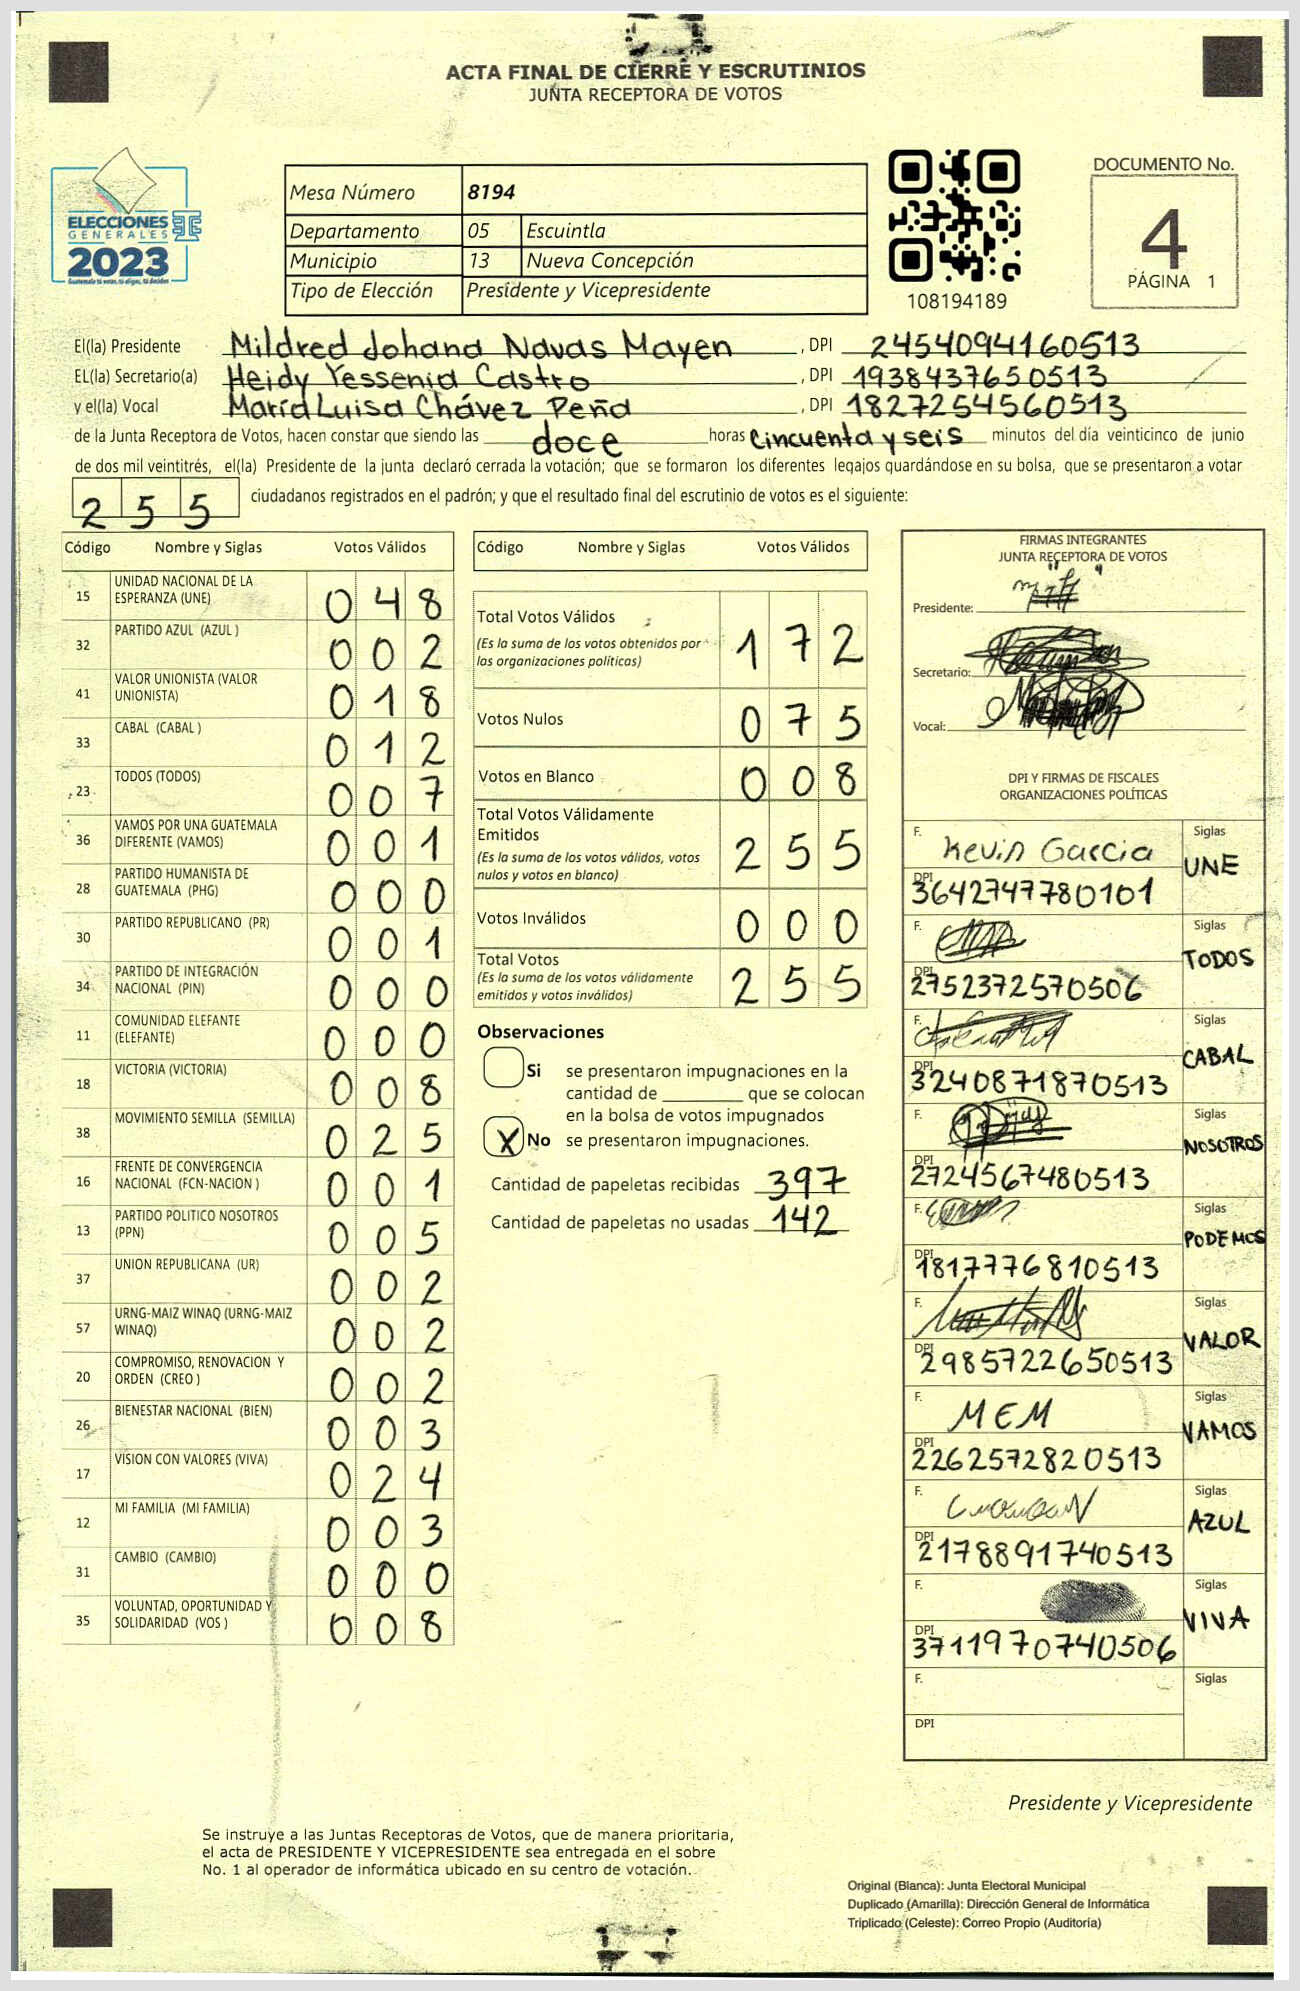 ACTA FINAL DE CIERRE Y ESCRUTINIOS
JUNTA RECEPTORA DE VOTOS
ELECCIONES
GENERALES
2023
Guatemala tú votas, tú eliges, tú decides
Mesa Número 8194
Departamento 05 Escuintla
Municipio 13 Nueva Concepción
Tipo de Elección Presidente y Vicepresidente
108194189
DOCUMENTO No.
4
PÁGINA 1
El(la) Presidente Mildred Johana Navas Mayen , DPI 2454094160513
EL(la) Secretario(a) Heidy Yessenia Castro , DPI 1938437650513
y el(la) Vocal María Luisa Chávez Peña , DPI 1827254560513
de la Junta Receptora de Votos, hacen constar que siendo las doce horas cincuenta y seis minutos del día veinticinco de junio
de dos mil veintitrés, el(la) Presidente de la junta declaró cerrada la votación; que se formaron los diferentes legajos guardándose en su bolsa, que se presentaron a votar
255 ciudadanos registrados en el padrón; y que el resultado final del escrutinio de votos es el siguiente:
Código Nombre y Siglas Votos Válidos
15 UNIDAD NACIONAL DE LA
ESPERANZA (UNE) 048
32 PARTIDO AZUL (AZUL ) 002
41 VALOR UNIONISTA (VALOR
UNIONISTA) 018
33 CABAL (CABAL ) 012
23 TODOS (TODOS) 007
36 VAMOS POR UNA GUATEMALA
DIFERENTE (VAMOS) 001
28 PARTIDO HUMANISTA DE
GUATEMALA (PHG) 000
30 PARTIDO REPUBLICANO (PR) 001
34 PARTIDO DE INTEGRACIÓN
NACIONAL (PIN) 000
11 COMUNIDAD ELEFANTE
(ELEFANTE) 000
18 VICTORIA (VICTORIA) 008
38 MOVIMIENTO SEMILLA (SEMILLA) 025
16 FRENTE DE CONVERGENCIA
NACIONAL (FCN-NACION ) 001
13 PARTIDO POLITICO NOSOTROS
(PPN) 005
37 UNION REPUBLICANA (UR) 002
57 URNG-MAIZ WINAQ (URNG-MAIZ
WINAQ) 002
20 COMPROMISO, RENOVACION Y
ORDEN (CREO ) 002
26 BIENESTAR NACIONAL (BIEN) 003
17 VISION CON VALORES (VIVA) 024
12 MI FAMILIA (MI FAMILIA) 003
31 CAMBIO (CAMBIO) 000
35 VOLUNTAD, OPORTUNIDAD Y
SOLIDARIDAD (VOS ) 008
Código Nombre y Siglas Votos Válidos
Total Votos Válidos
(Es la suma de los votos obtenidos por
las organizaciones políticas) 172
Votos Nulos 075
Votos en Blanco 008
Total Votos Válidamente
Emitidos
(Es la suma de los votos válidos, votos
nulos y votos en blanco) 255
Votos Inválidos 000
Total Votos
(Es la suma de los votos válidamente
emitidos y votos inválidos) 255
Observaciones
Si se presentaron impugnaciones en la
cantidad de que se colocan
en la bolsa de votos impugnados
X No se presentaron impugnaciones.
Cantidad de papeletas recibidas 397
Cantidad de papeletas no usadas 142
FIRMAS INTEGRANTES
JUNTA RECEPTORA DE VOTOS
Presidente:
Secretario:
Vocal:
DPI Y FIRMAS DE FISCALES
ORGANIZACIONES POLÍTICAS
F. Kevin Garcia Siglas
DPI 3642747780101 UNE
F. Siglas
DPI 2752372570506 TODOS
F. Siglas
DPI 3240871870513 CABAL
F. Siglas
DPI 2724567480513 NOSOTROS
F. Siglas
DPI 1817776810513 PODEMOS
F. Siglas
DPI 2985722650513 VALOR
F. MEM Siglas
DPI 2262572820513 VAMOS
F. Siglas
DPI 2178891740513 AZUL
F. Siglas
DPI 3711970740506 VIVA
F. Siglas
DPI
Presidente y Vicepresidente
Se instruye a las Juntas Receptoras de Votos, que de manera prioritaria,
el acta de PRESIDENTE Y VICEPRESIDENTE sea entregada en el sobre
No. 1 al operador de informática ubicado en su centro de votación.
Original (Blanca): Junta Electoral Municipal
Duplicado (Amarilla): Dirección General de Informática
Triplicado (Celeste): Correo Propio (Auditoría)